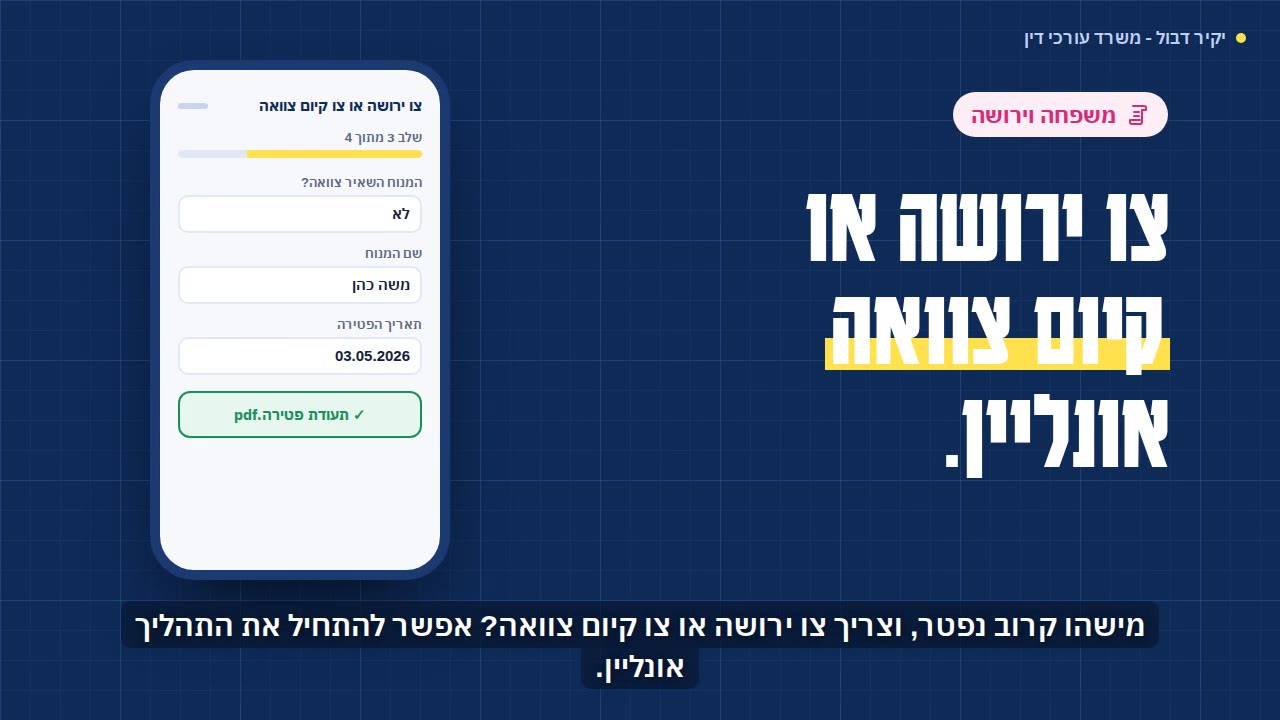 יקיר דבול - משרד עורכי דין
משפחה וירושה
צו ירושה או
קיום צוואה
אונליין.
צו ירושה או צו קיום צוואה
שלב 3 מתוך 4
המנוח השאיר צוואה?
לא
שם המנוח
משה כהן
תאריך הפטירה
03.05.2026
✓ תעודת פטירה.pdf
מישהו קרוב נפטר, וצריך צו ירושה או צו קיום צוואה? אפשר להתחיל את התהליך
אונליין.